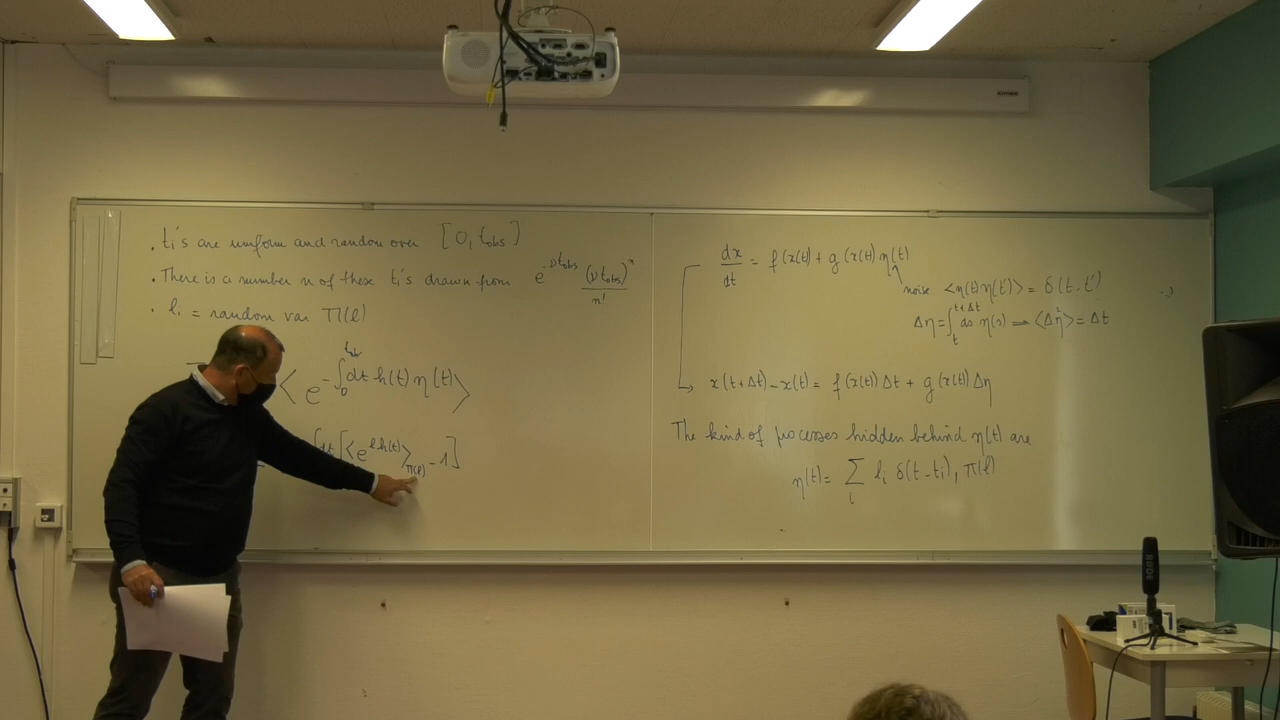 . ti's are uniform and random over [0, tobs]
. There is a number n of these ti's drawn from e^{-νtobs} (νtobs)^n / n!
. li = random var Π(l)
< e^{-∫_0^{tobs} dt h(t) η(t)} >
∫dt [ <e^{lh(t)}>_{Π(l)} - 1 ]
dx/dt = f(x(t)) + g(x(t)) η(t)
noise <η(t)η(t')> = δ(t-t')
Δη = ∫_t^{t+Δt} ds η(s) ⇒ <Δη²> = Δt
x(t+Δt) - x(t) = f(x(t)) Δt + g(x(t)) Δη
The kind of processes hidden behind η(t) are
η(t) = Σ_i li δ(t-ti), Π(l)
RODE